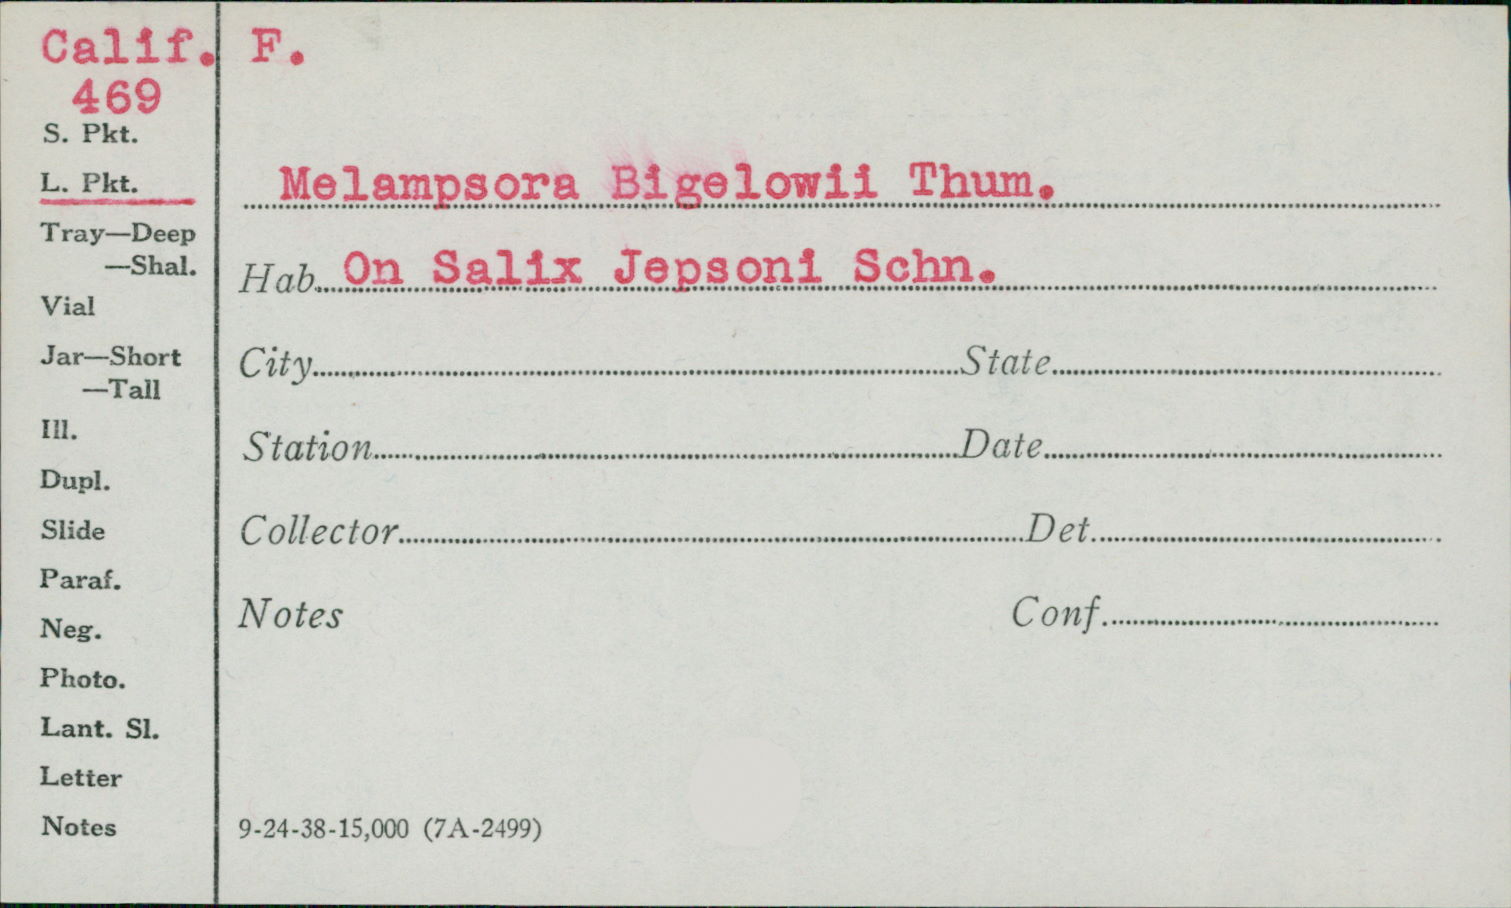 Calif. F.
469
S. Pkt.
L. Pkt.
Melampsora Bigelowii Thum.
Tray—Deep
—Shal.
Hab. On Salix Jepsoni Schn.
Vial
Jar—Short
—Tall
City State
Ill.
Station Date
Dupl.
Slide
Collector Det.
Paraf.
Neg.
Notes Conf.
Photo.
Lant. Sl.
Letter
Notes
9-24-38-15,000 (7A-2499)